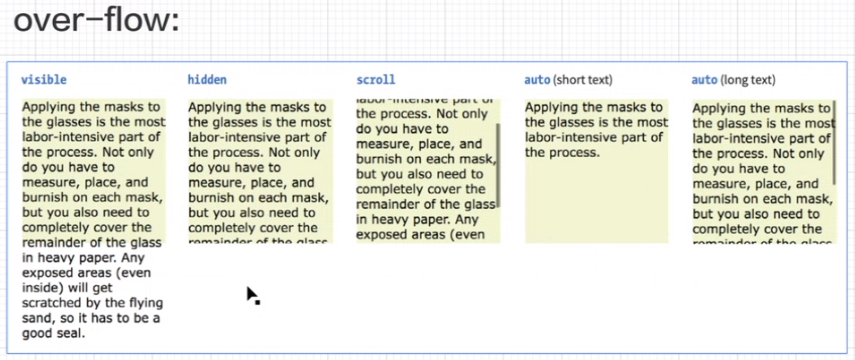 over-flow:
visible
Applying the masks to
the glasses is the most
labor-intensive part of
the process. Not only
do you have to
measure, place, and
burnish on each mask,
but you also need to
completely cover the
remainder of the glass
in heavy paper. Any
exposed areas (even
inside) will get
scratched by the flying
sand, so it has to be a
good seal.
hidden
Applying the masks to
the glasses is the most
labor-intensive part of
the process. Not only
do you have to
measure, place, and
burnish on each mask,
but you also need to
completely cover the
remainder of the glass
scroll
labor-intensive part of
the process. Not only
do you have to
measure, place, and
burnish on each mask,
but you also need to
completely cover the
remainder of the glass
in heavy paper. Any
exposed areas (even
auto (short text)
Applying the masks to
the glasses is the most
labor-intensive part of
the process.
auto (long text)
Applying the masks to
the glasses is the most
labor-intensive part of
the process. Not only
do you have to
measure, place, and
burnish on each mask,
but you also need to
completely cover the
remainder of the glass